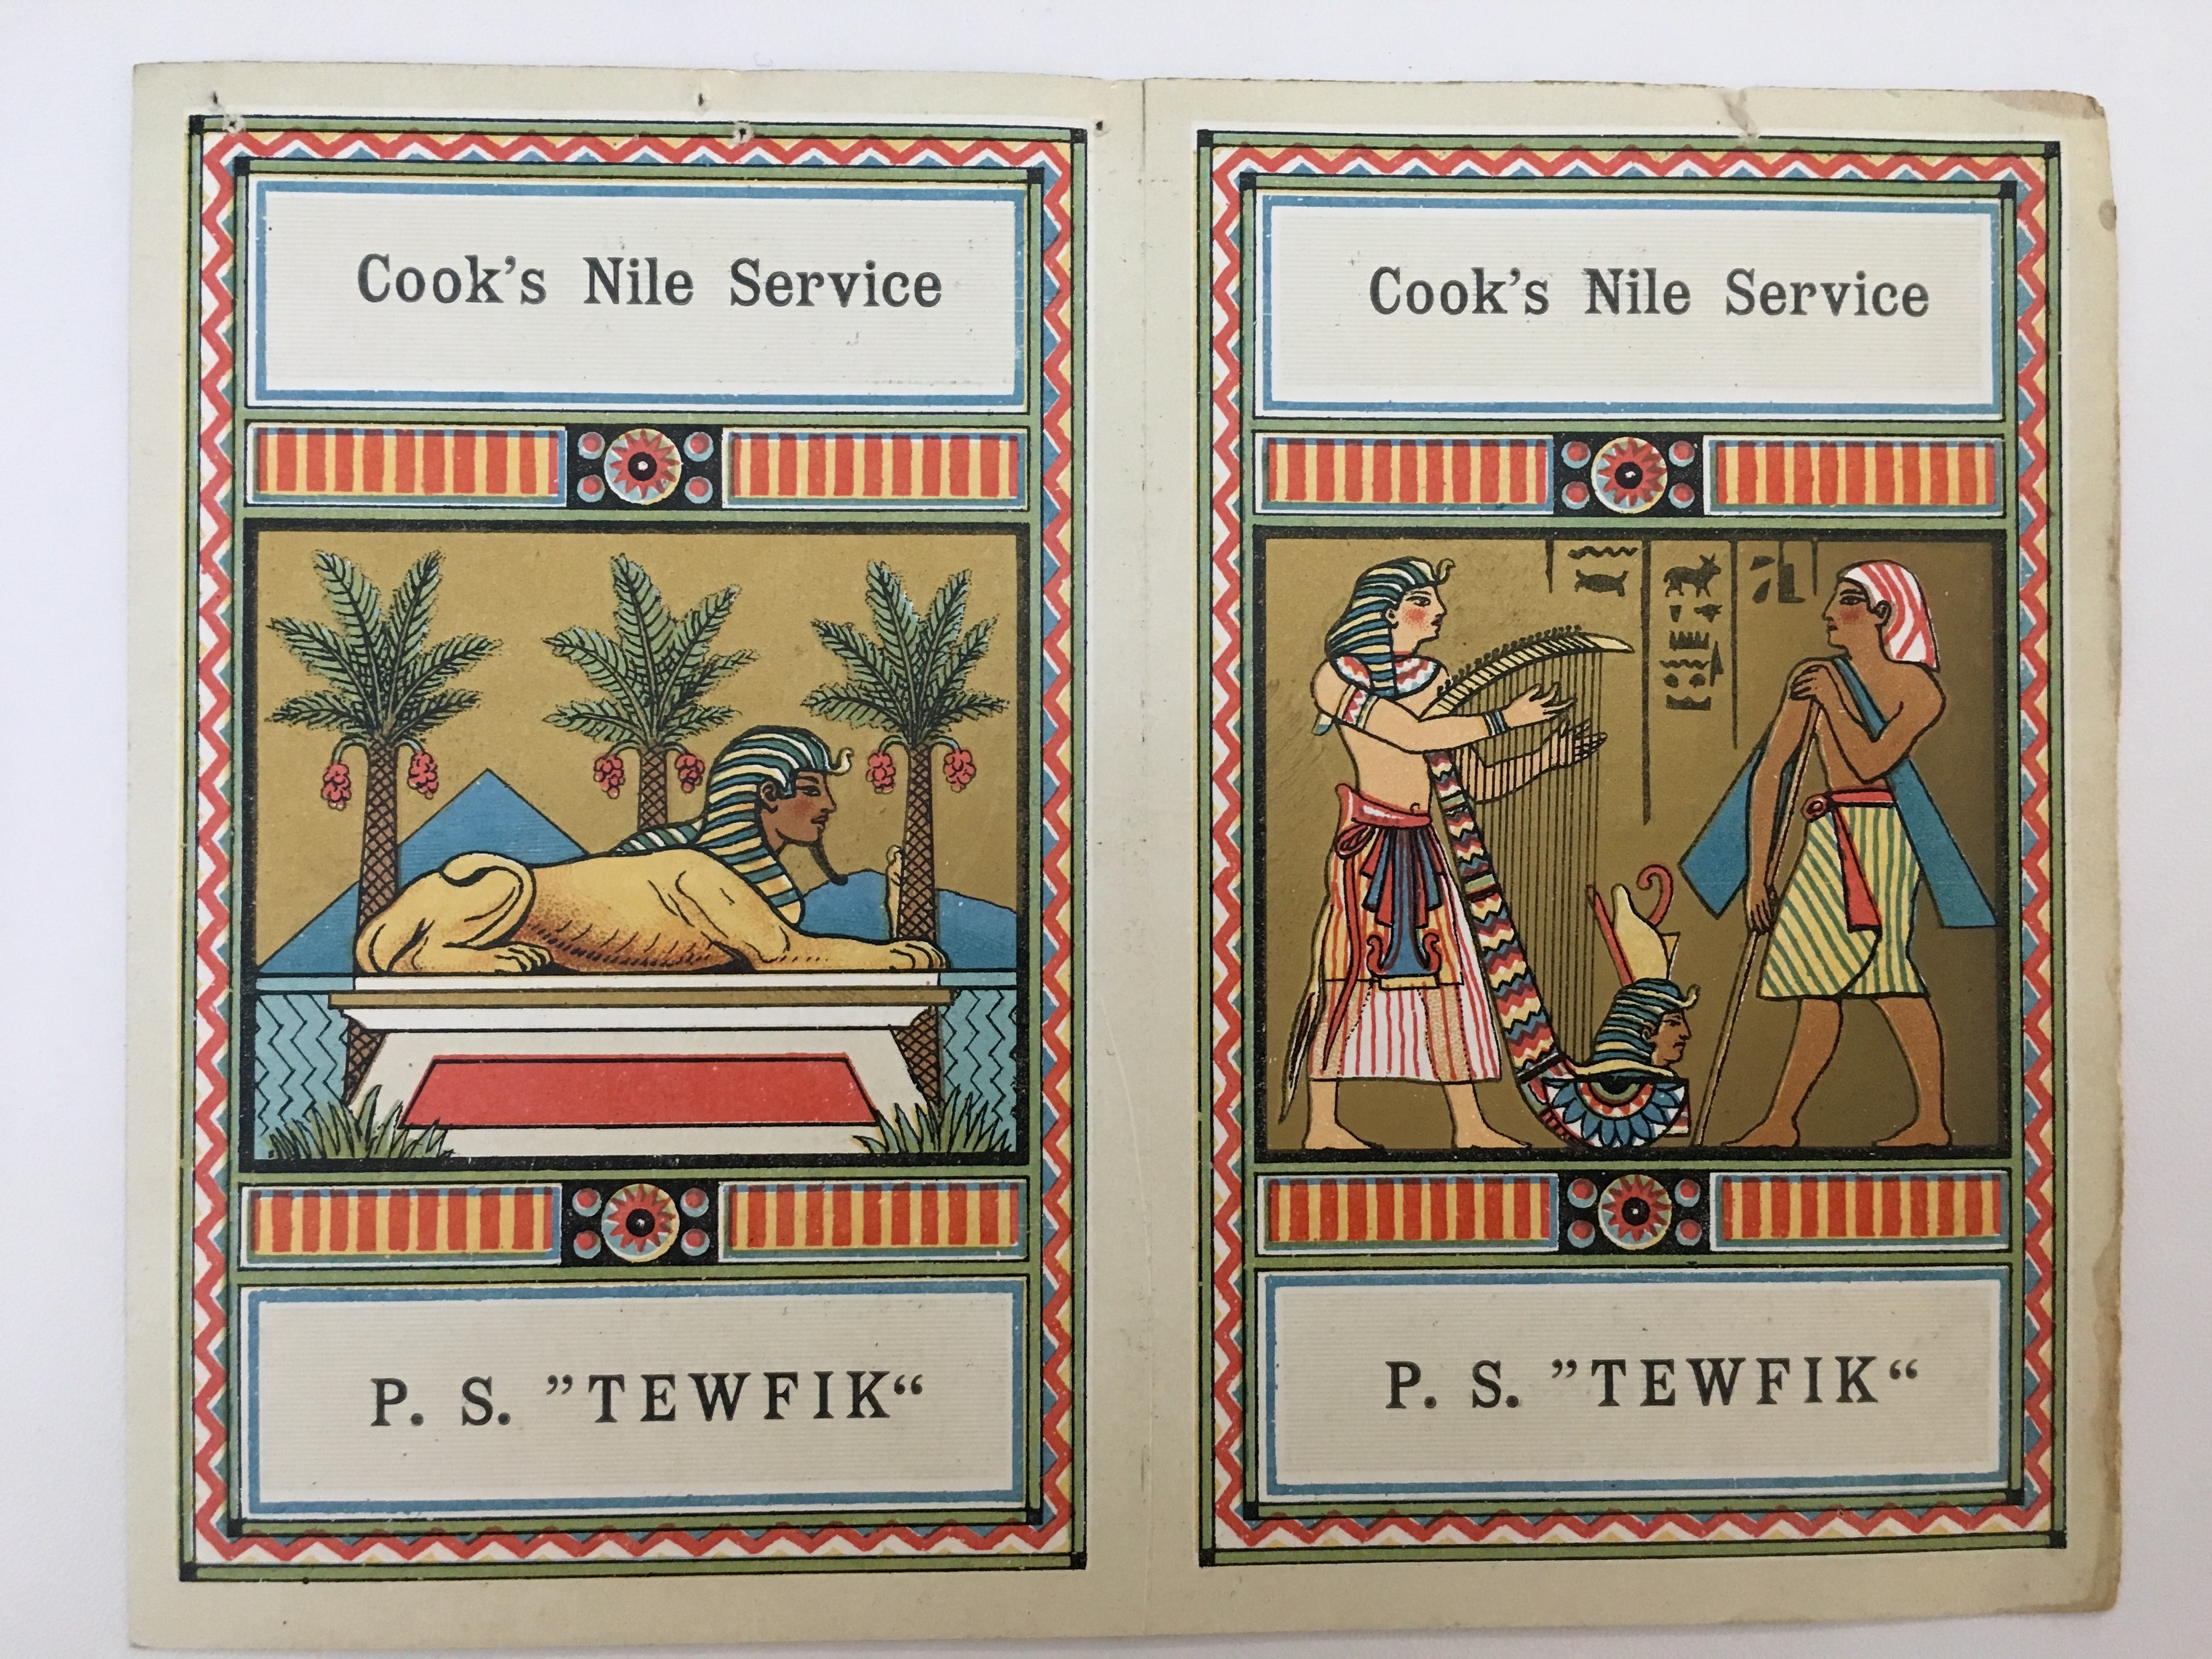 Cook's Nile Service
P. S. ”TEWFIK“
Cook's Nile Service
P. S. ”TEWFIK“